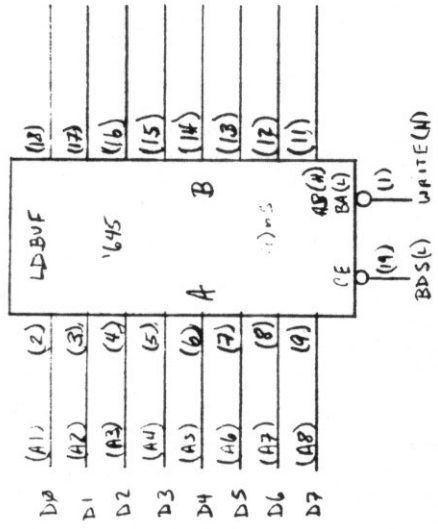 (18)
(17)
(16)
(15)
(14)
(13)
(12)
(11)
LDBUF
'645
B
A
AB(H)
BA(L)
CE
(1)
WRITE(H)
(19)
BDS(L)
(2)
(3)
(4)
(5)
(6)
(7)
(8)
(9)
(A1)
(A2)
(A3)
(A4)
(A5)
(A6)
(A7)
(A8)
DØ
D1
D2
D3
D4
D5
D6
D7